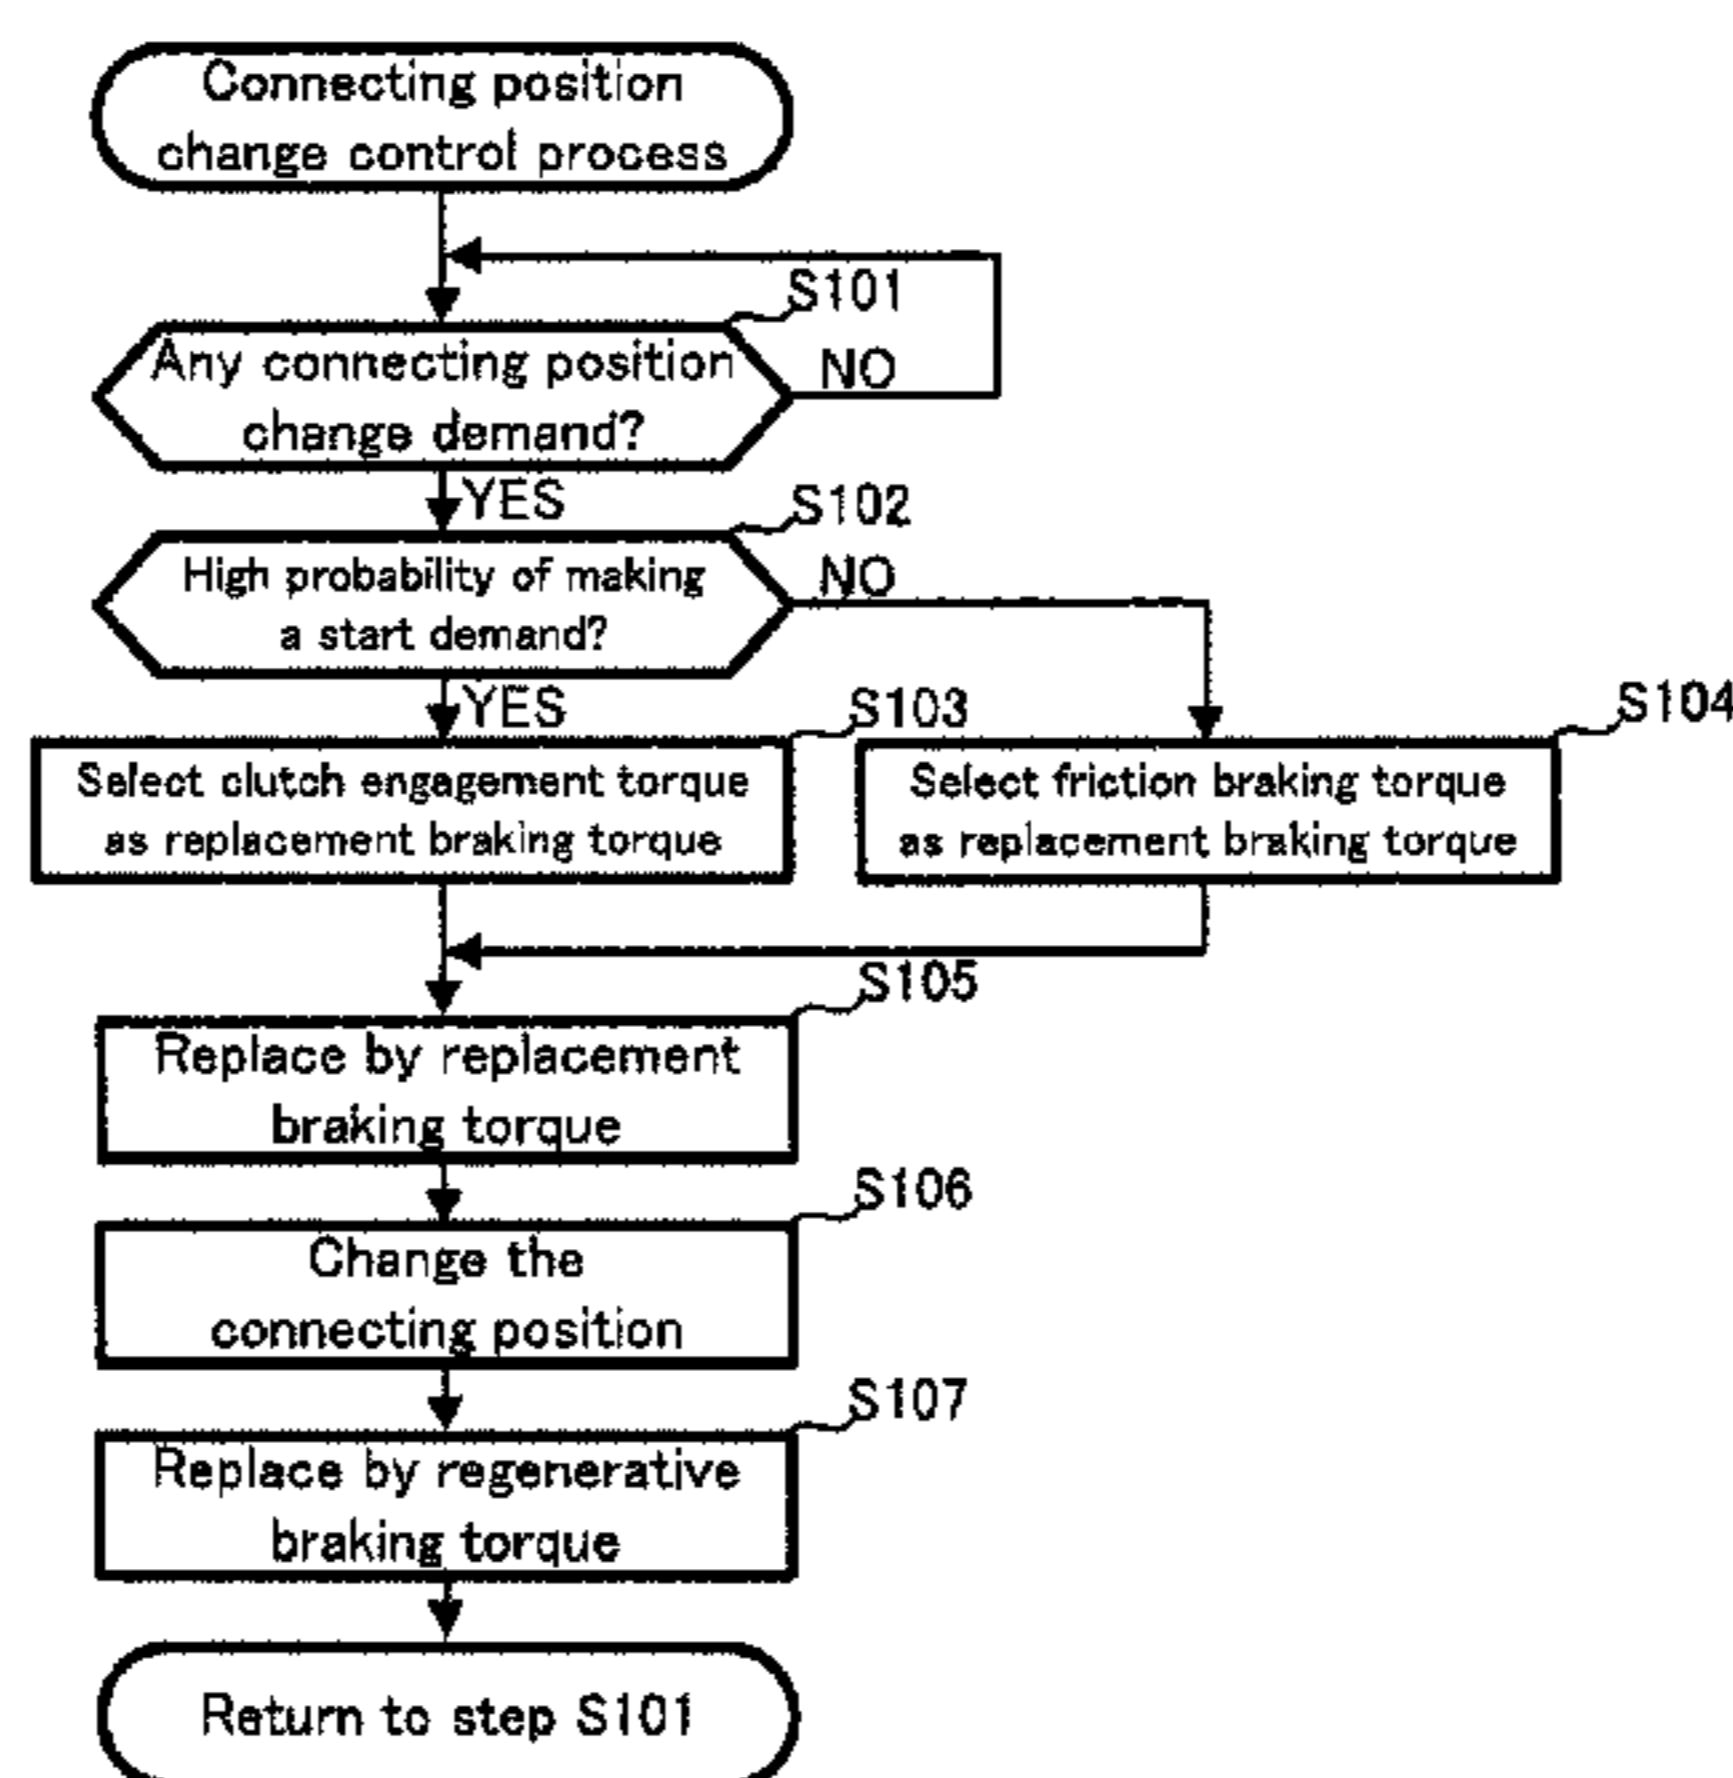 Connecting position
change control process
S101
Any connecting position
change demand?
NO
YES
S102
High probability of making
a start demand?
NO
YES
S103
Select clutch engagement torque
as replacement braking torque
S104
Select friction braking torque
as replacement braking torque
S105
Replace by replacement
braking torque
S106
Change the
connecting position
S107
Replace by regenerative
braking torque
Return to step S101